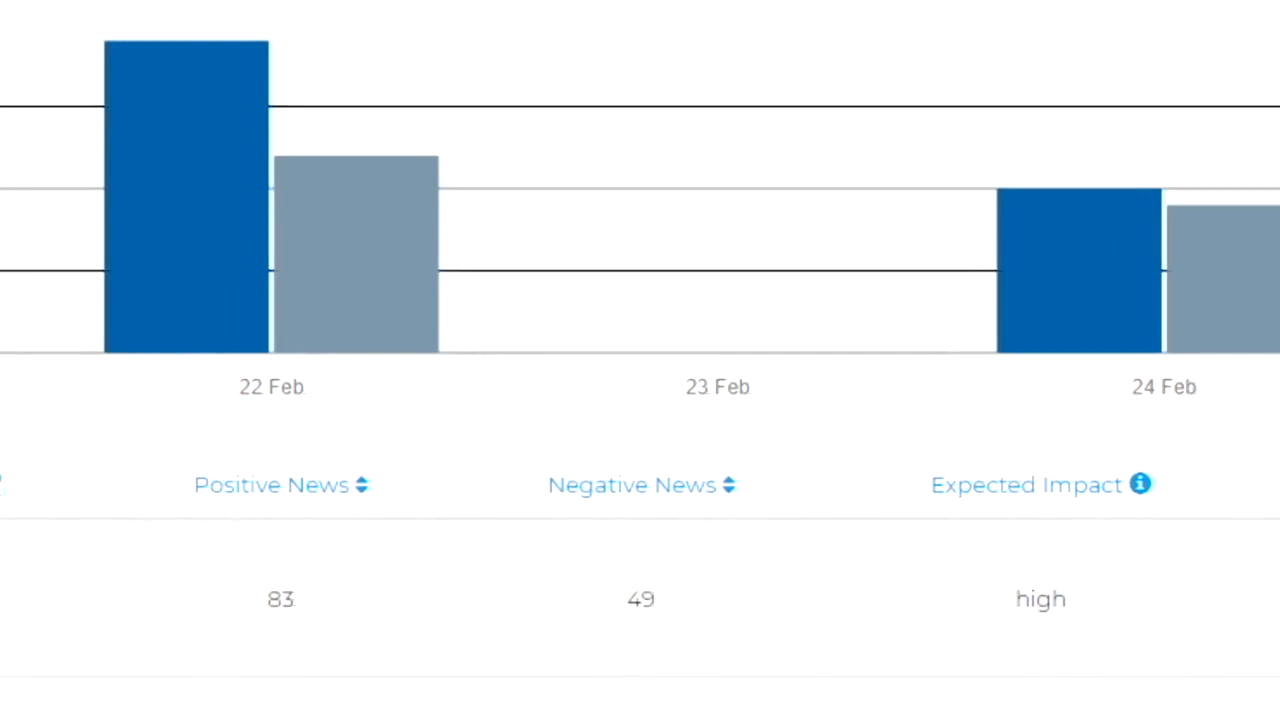 22 Feb 23 Feb 24 Feb
Positive News Negative News Expected Impact
83 49 high